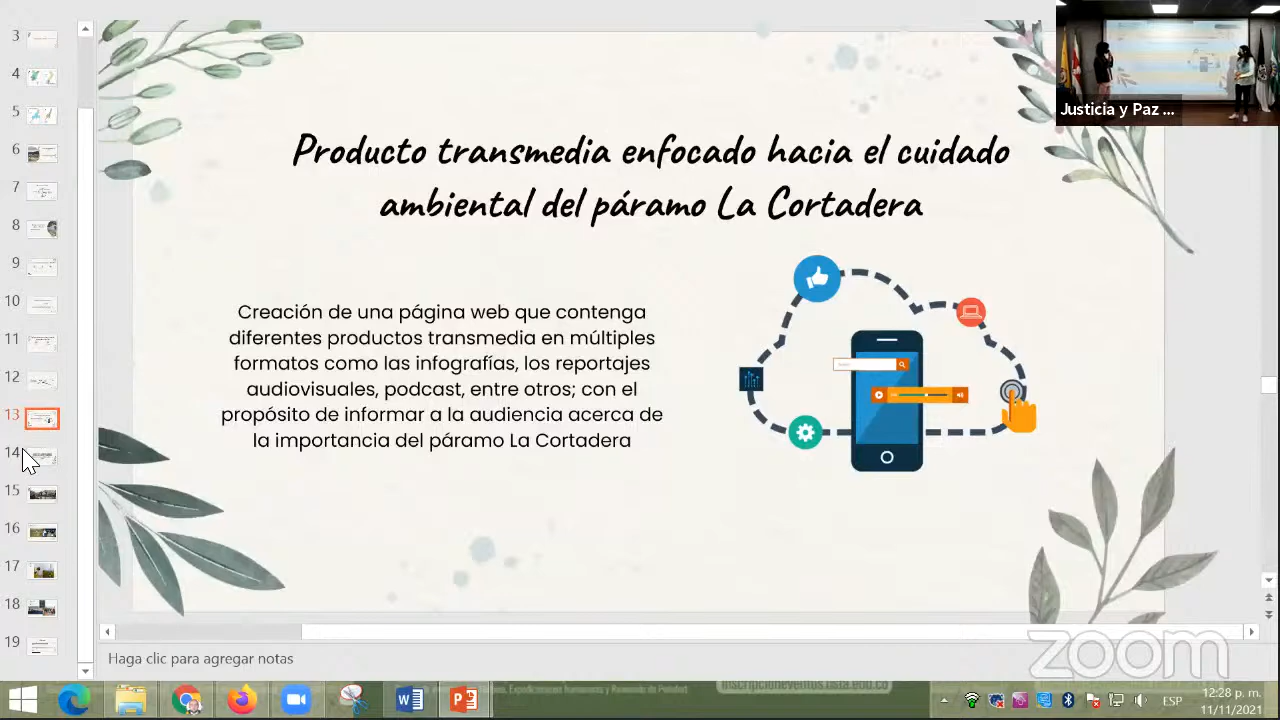 Justicia y Paz ...
Producto transmedia enfocado hacia el cuidado
ambiental del páramo La Cortadera
Creación de una página web que contenga
diferentes productos transmedia en múltiples
formatos como las infografías, los reportajes
audiovisuales, podcast, entre otros; con el
propósito de informar a la audiencia acerca de
la importancia del páramo La Cortadera
3
4
5
6
7
8
9
10
11
12
13
14
15
16
17
18
19
zoom
Haga clic para agregar notas
ESP
12:28 p. m.
11/11/2021